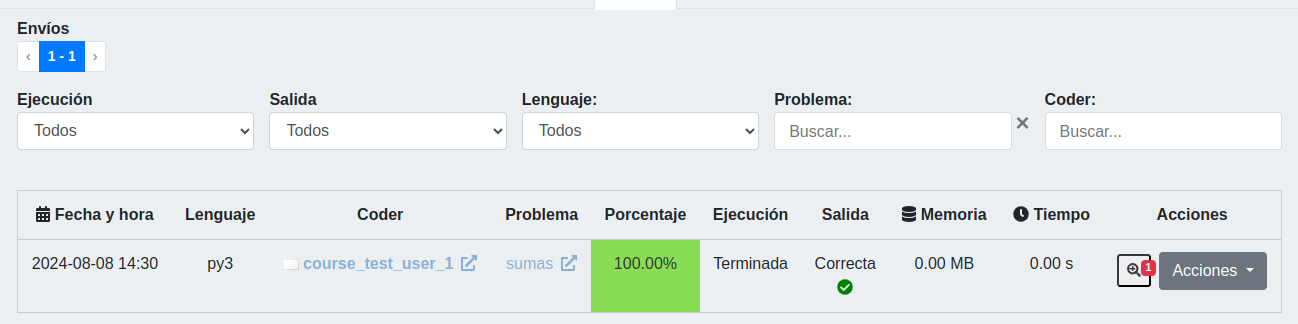 Envíos
‹ 1 - 1 ›
Ejecución Salida Lenguaje: Problema: Coder:
Todos Todos Todos Buscar... × Buscar...
Fecha y hora Lenguaje Coder Problema Porcentaje Ejecución Salida Memoria Tiempo Acciones
2024-08-08 14:30 py3 course_test_user_1 sumas 100.00% Terminada Correcta 0.00 MB 0.00 s 1 Acciones